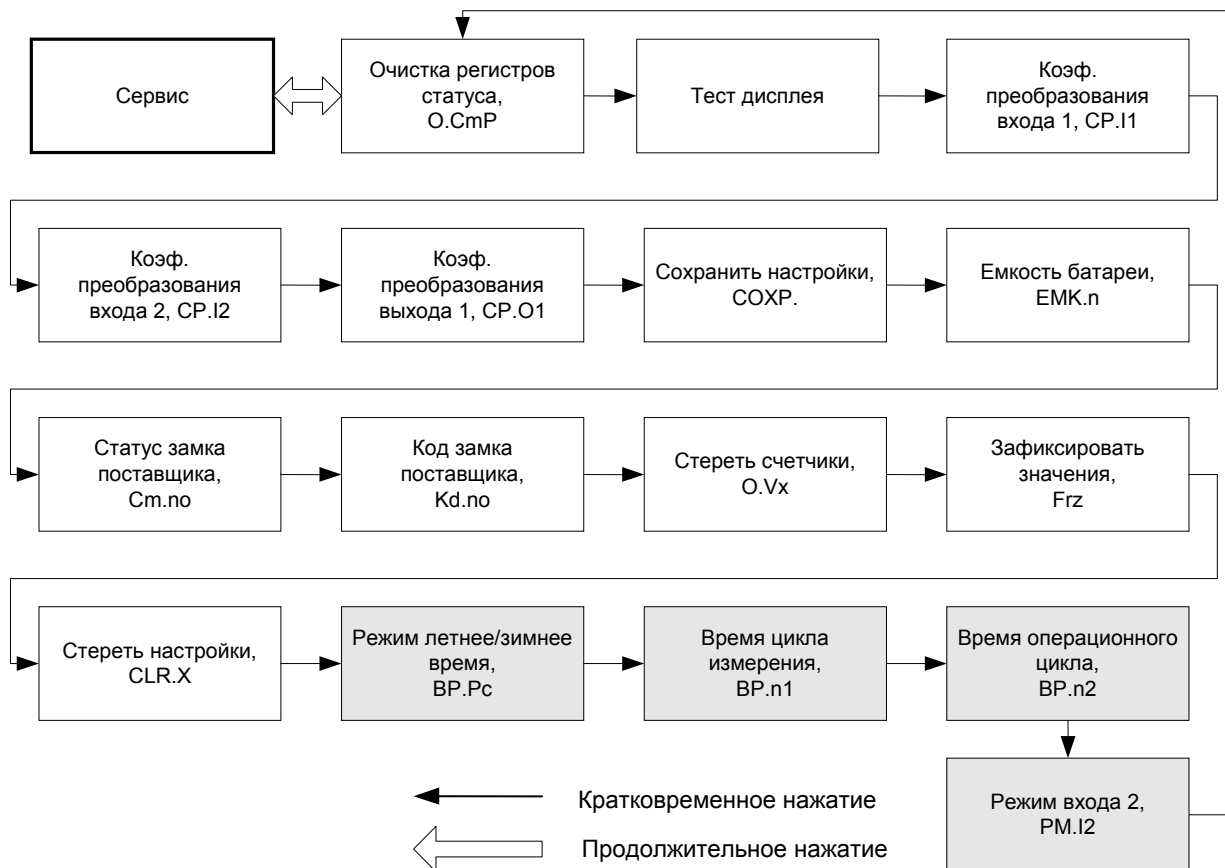 Сервис
Очистка регистров
статуса,
O.CmP
Тест дисплея
Коэф.
преобразования
входа 1, CP.I1
Коэф.
преобразования
входа 2, CP.I2
Коэф.
преобразования
выхода 1, CP.O1
Сохранить настройки,
COXP.
Емкость батареи,
EMK.n
Статус замка
поставщика,
Cm.no
Код замка
поставщика,
Kd.no
Стереть счетчики,
O.Vx
Зафиксировать
значения,
Frz
Стереть настройки,
CLR.X
Режим летнее/зимнее
время,
BP.Pc
Время цикла
измерения,
BP.n1
Время операционного
цикла,
BP.n2
Режим входа 2,
PM.I2
Кратковременное нажатие
Продолжительное нажатие